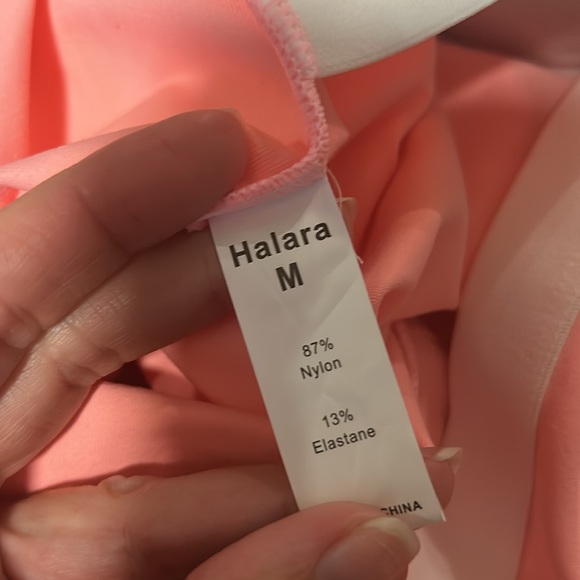 Halara
M
87%
Nylon
13%
Elastane
CHINA